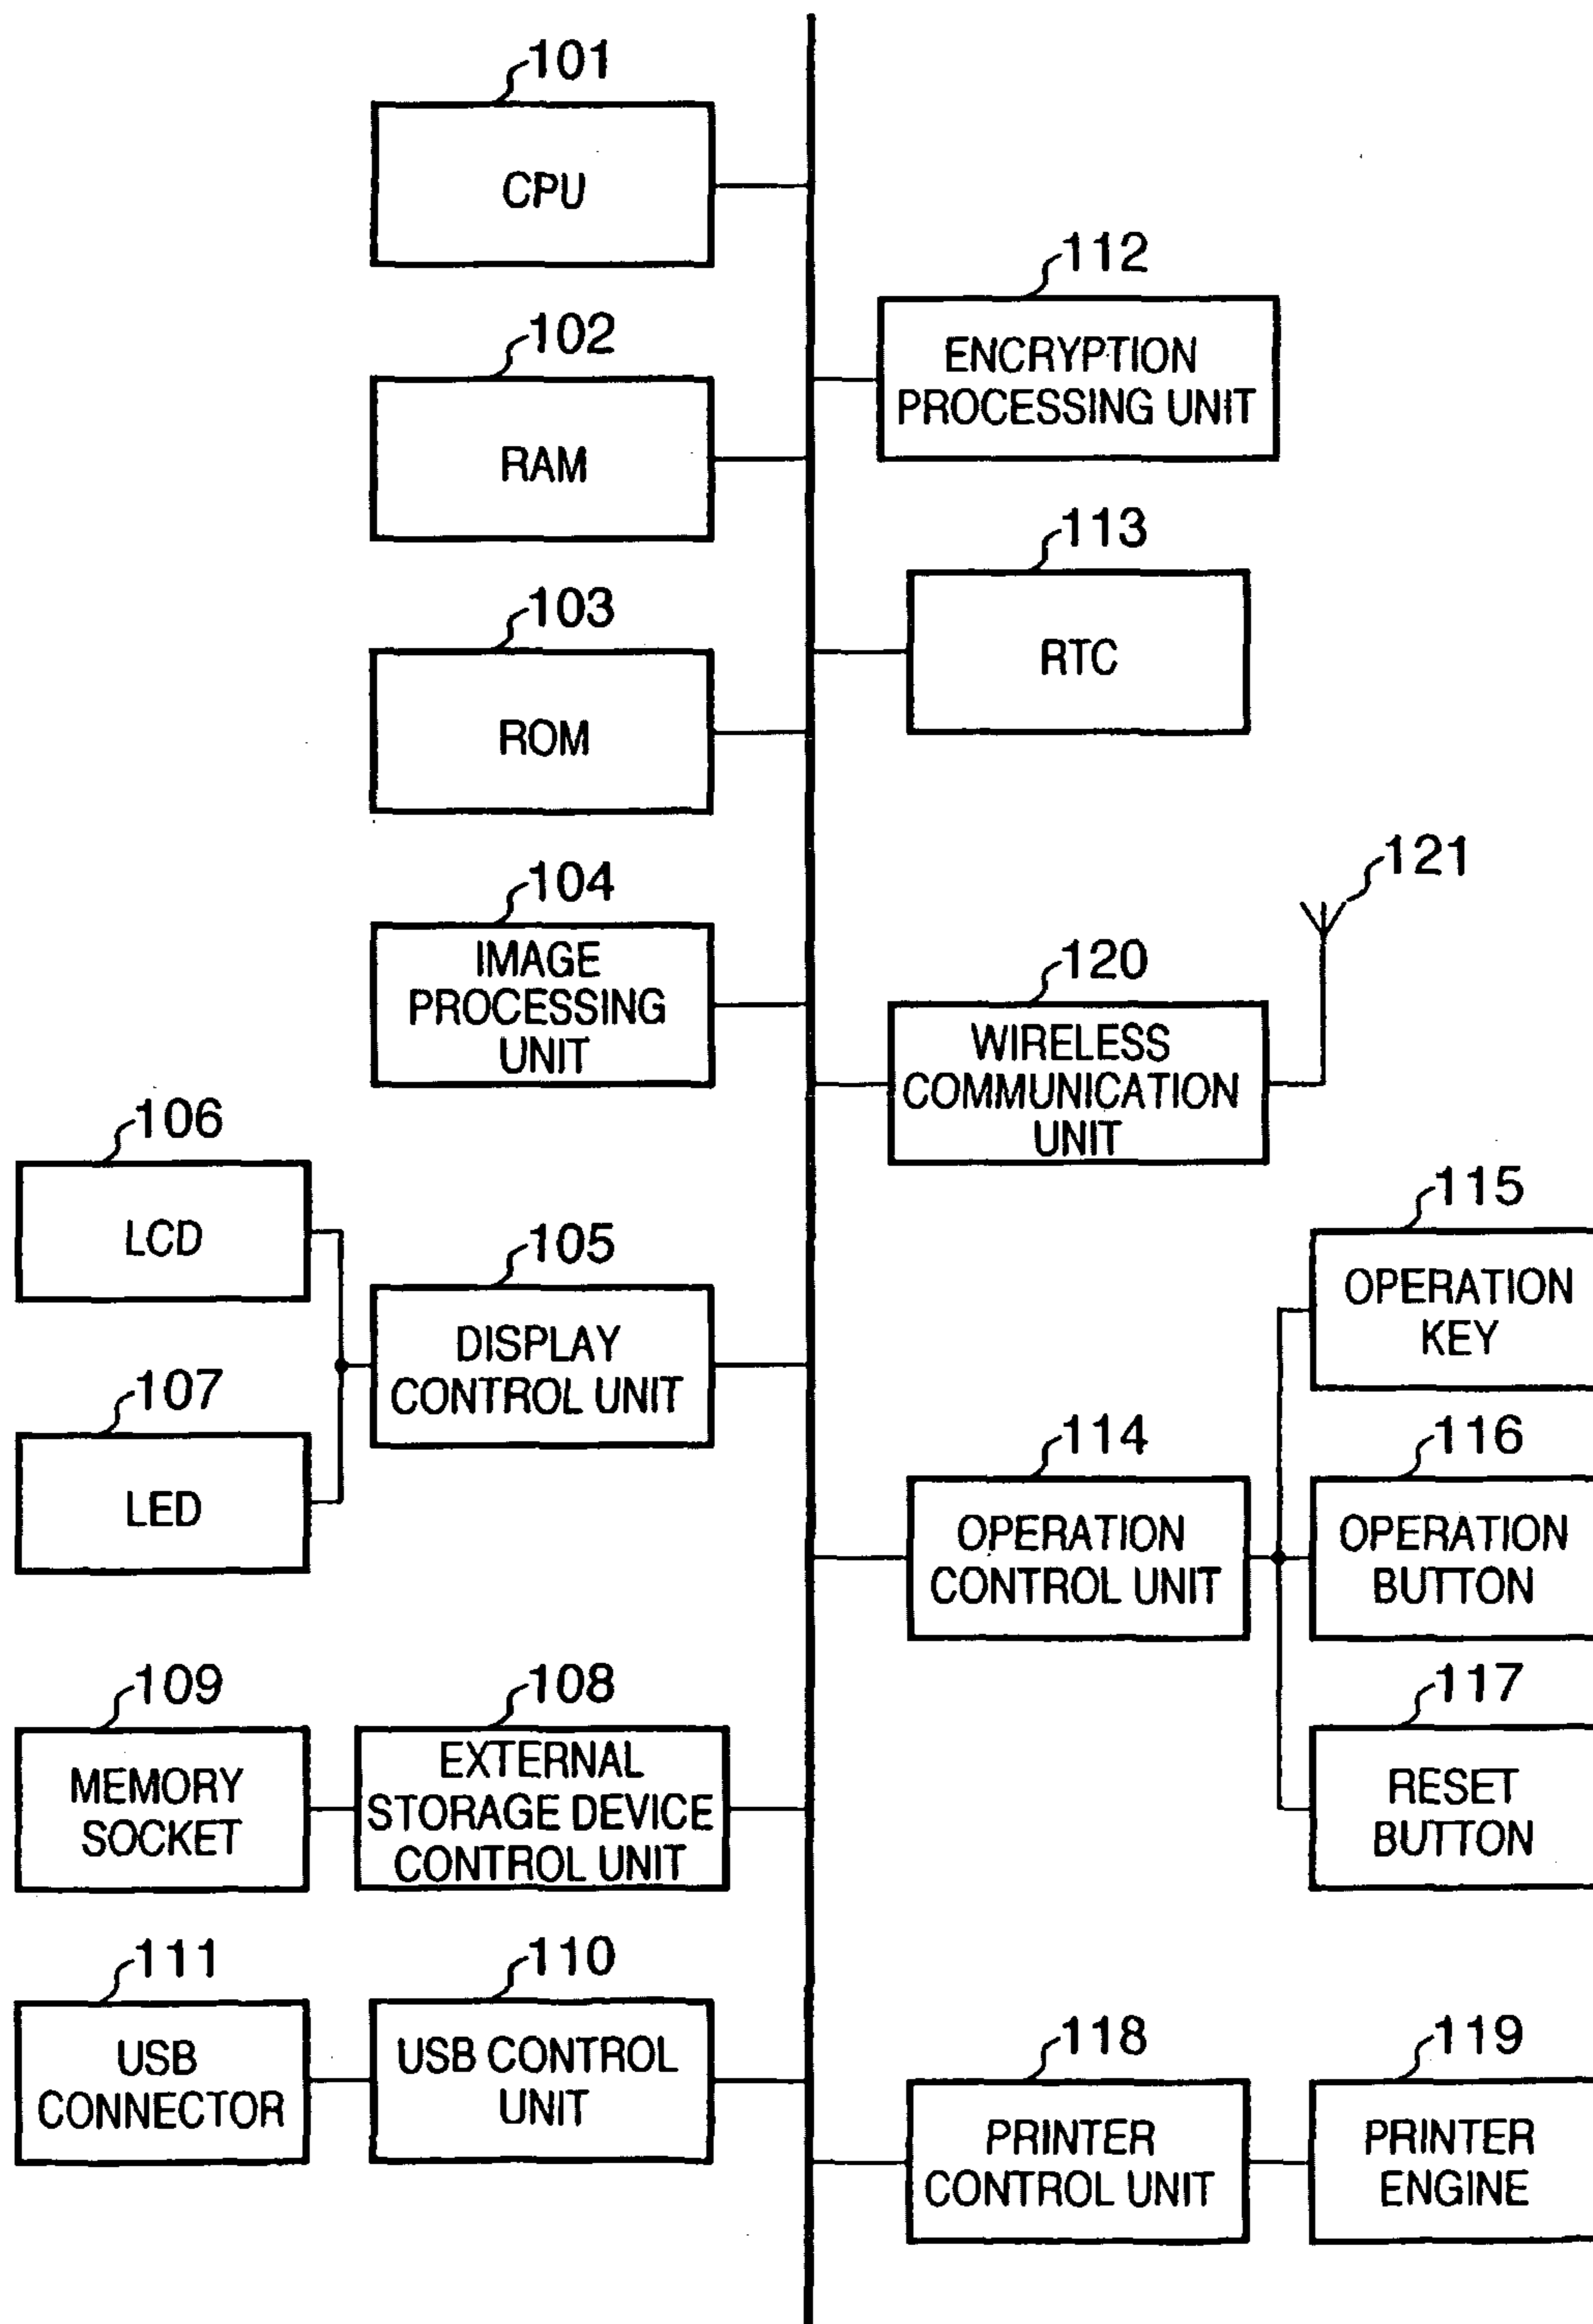 101
CPU
112
ENCRYPTION
PROCESSING UNIT
102
RAM
113
RTC
103
ROM
121
104
IMAGE
PROCESSING
UNIT
120
WIRELESS
COMMUNICATION
UNIT
106
LCD
105
DISPLAY
CONTROL UNIT
107
LED
115
OPERATION
KEY
114
OPERATION
CONTROL UNIT
116
OPERATION
BUTTON
117
RESET
BUTTON
109
MEMORY
SOCKET
108
EXTERNAL
STORAGE DEVICE
CONTROL UNIT
111
USB
CONNECTOR
110
USB CONTROL
UNIT
118
PRINTER
CONTROL UNIT
119
PRINTER
ENGINE